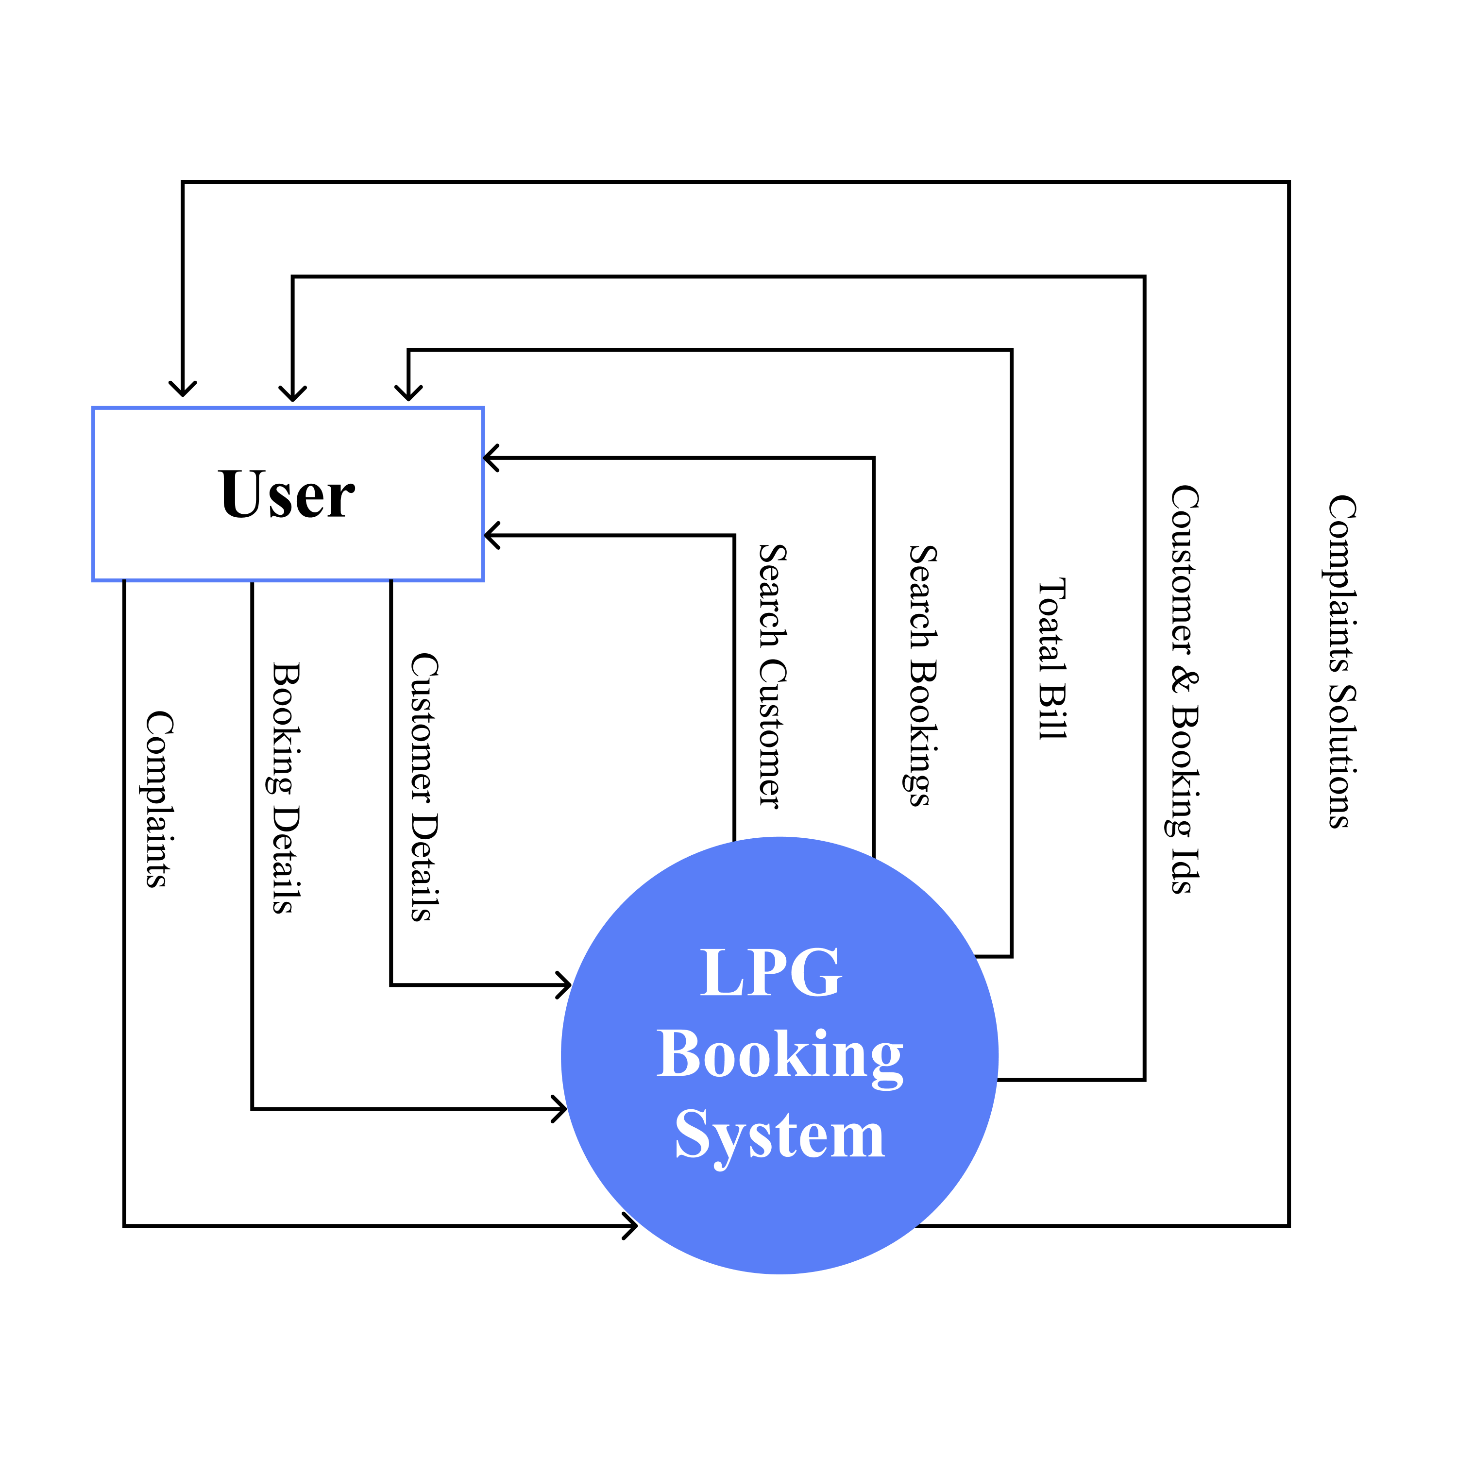 User
Complaints
Booking Details
Customer Details
Search Customer
Search Bookings
Toatal Bill
Coustomer & Booking Ids
Complaints Solutions
LPG
Booking
System